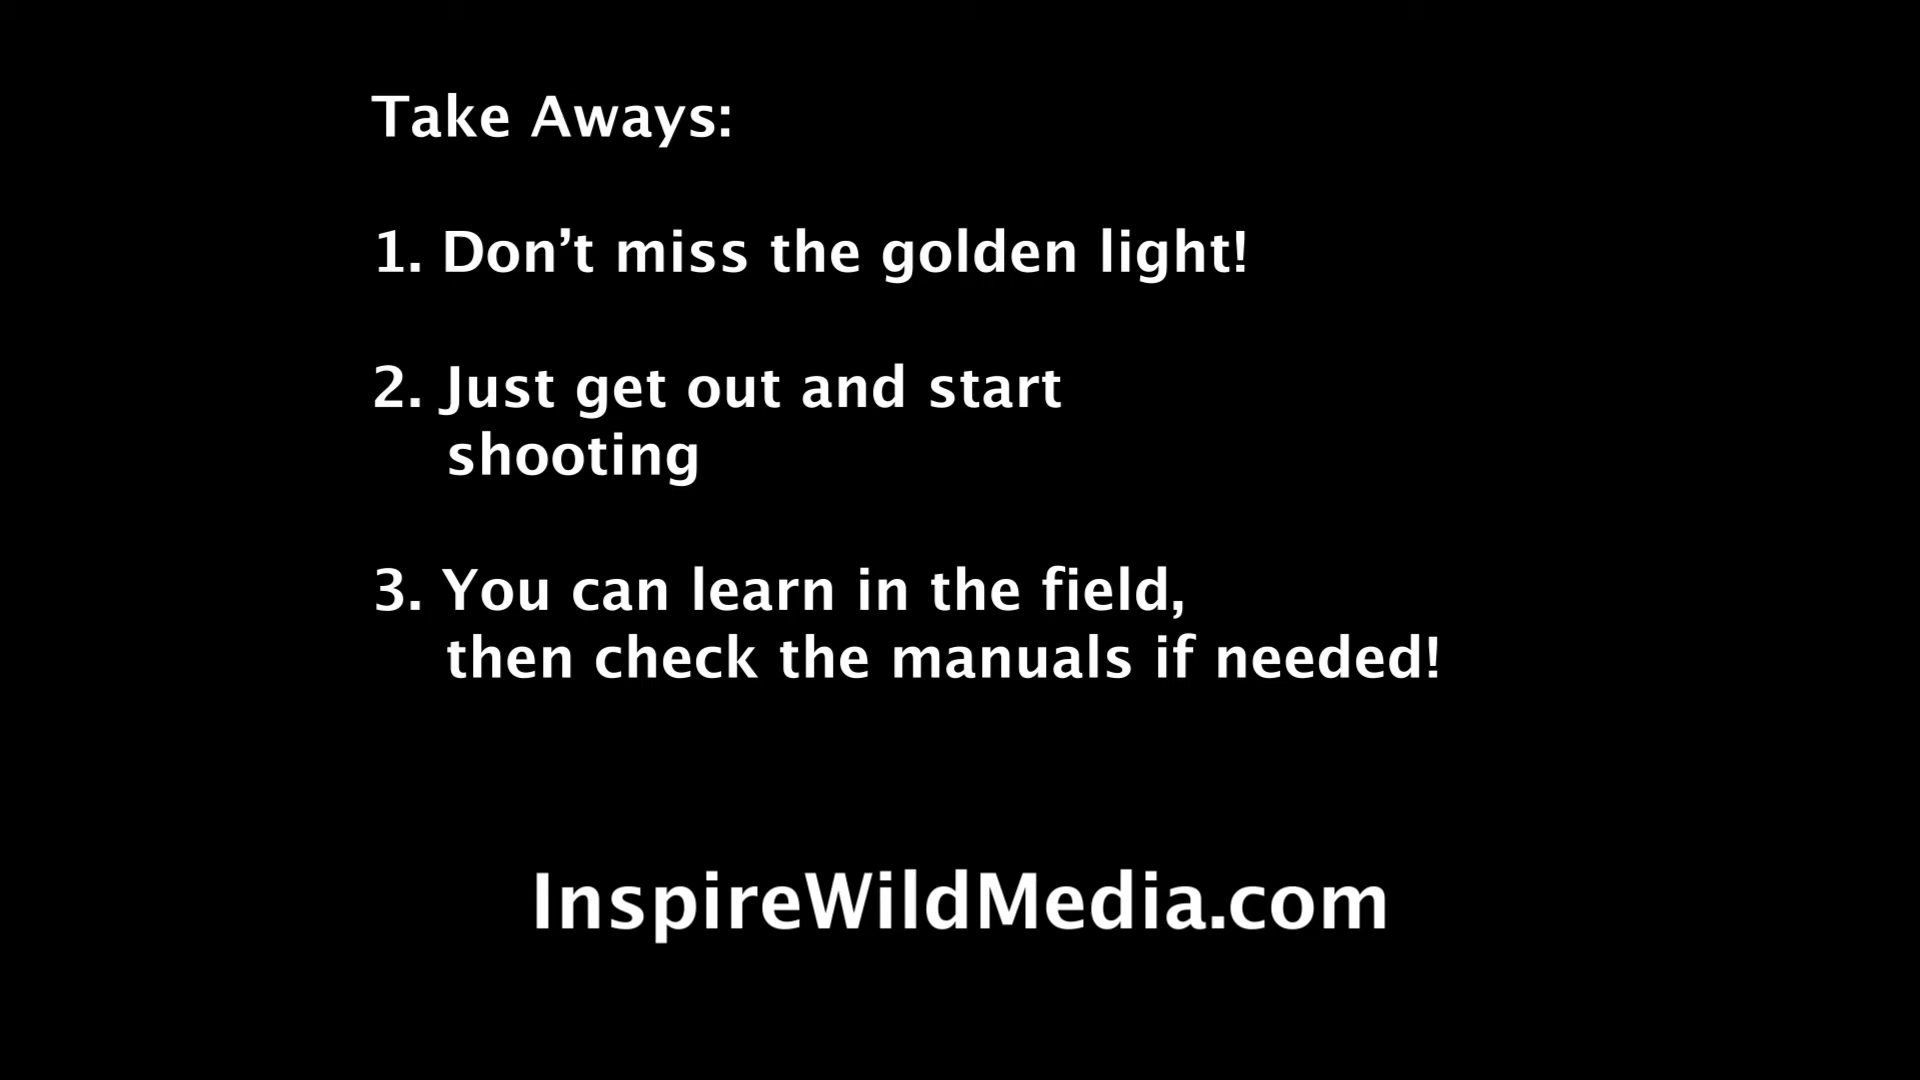 Take Aways:
1. Don’t miss the golden light!
2. Just get out and start
shooting
3. You can learn in the field,
then check the manuals if needed!
InspireWildMedia.com